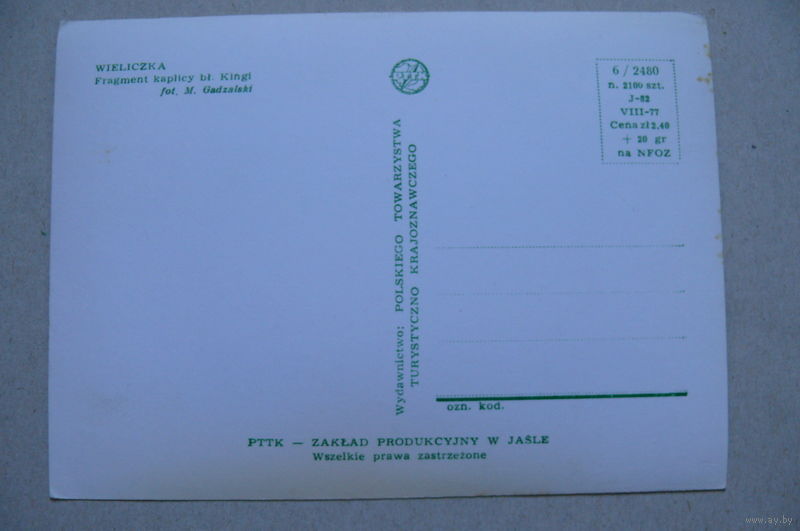 WIELICZKA
Fragment kaplicy bł. Kingi
fot. M. Gadzalski
6 / 2480
n. 2100 szt.
J-82
VIII-77
Cena zł 2,40
+ 20 gr
na NFOZ
Wydawnictwo: POLSKIEGO TOWARZYSTWA
TURYSTYCZNO KRAJOZNAWCZEGO
ozn. kod.
PTTK — ZAKŁAD PRODUKCYJNY W JAŚLE
Wszelkie prawa zastrzeżone
www.ay.by